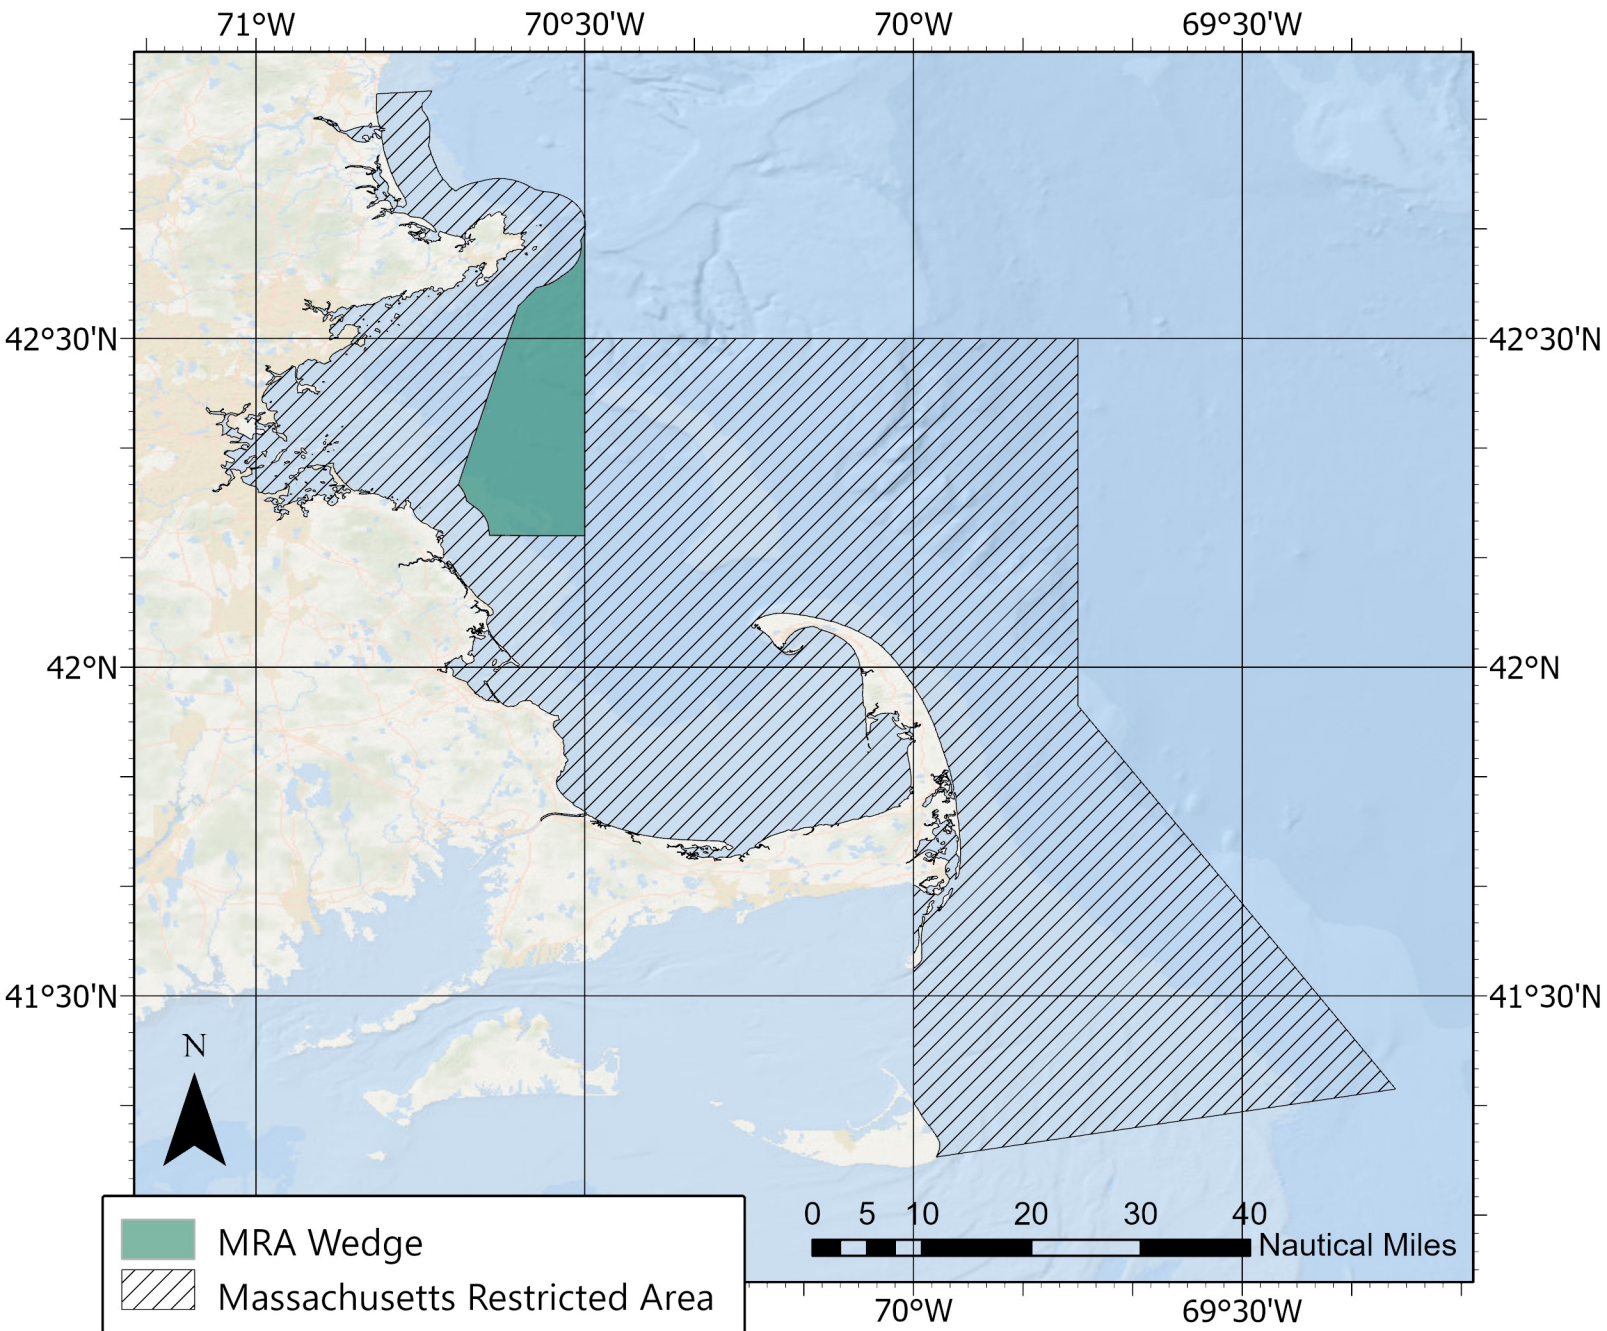 71°W 70°30'W 70°W 69°30'W
42°30'N 42°30'N
42°N 42°N
41°30'N 41°30'N
N
0 5 10 20 30 40
Nautical Miles
MRA Wedge
Massachusetts Restricted Area
70°W 69°30'W